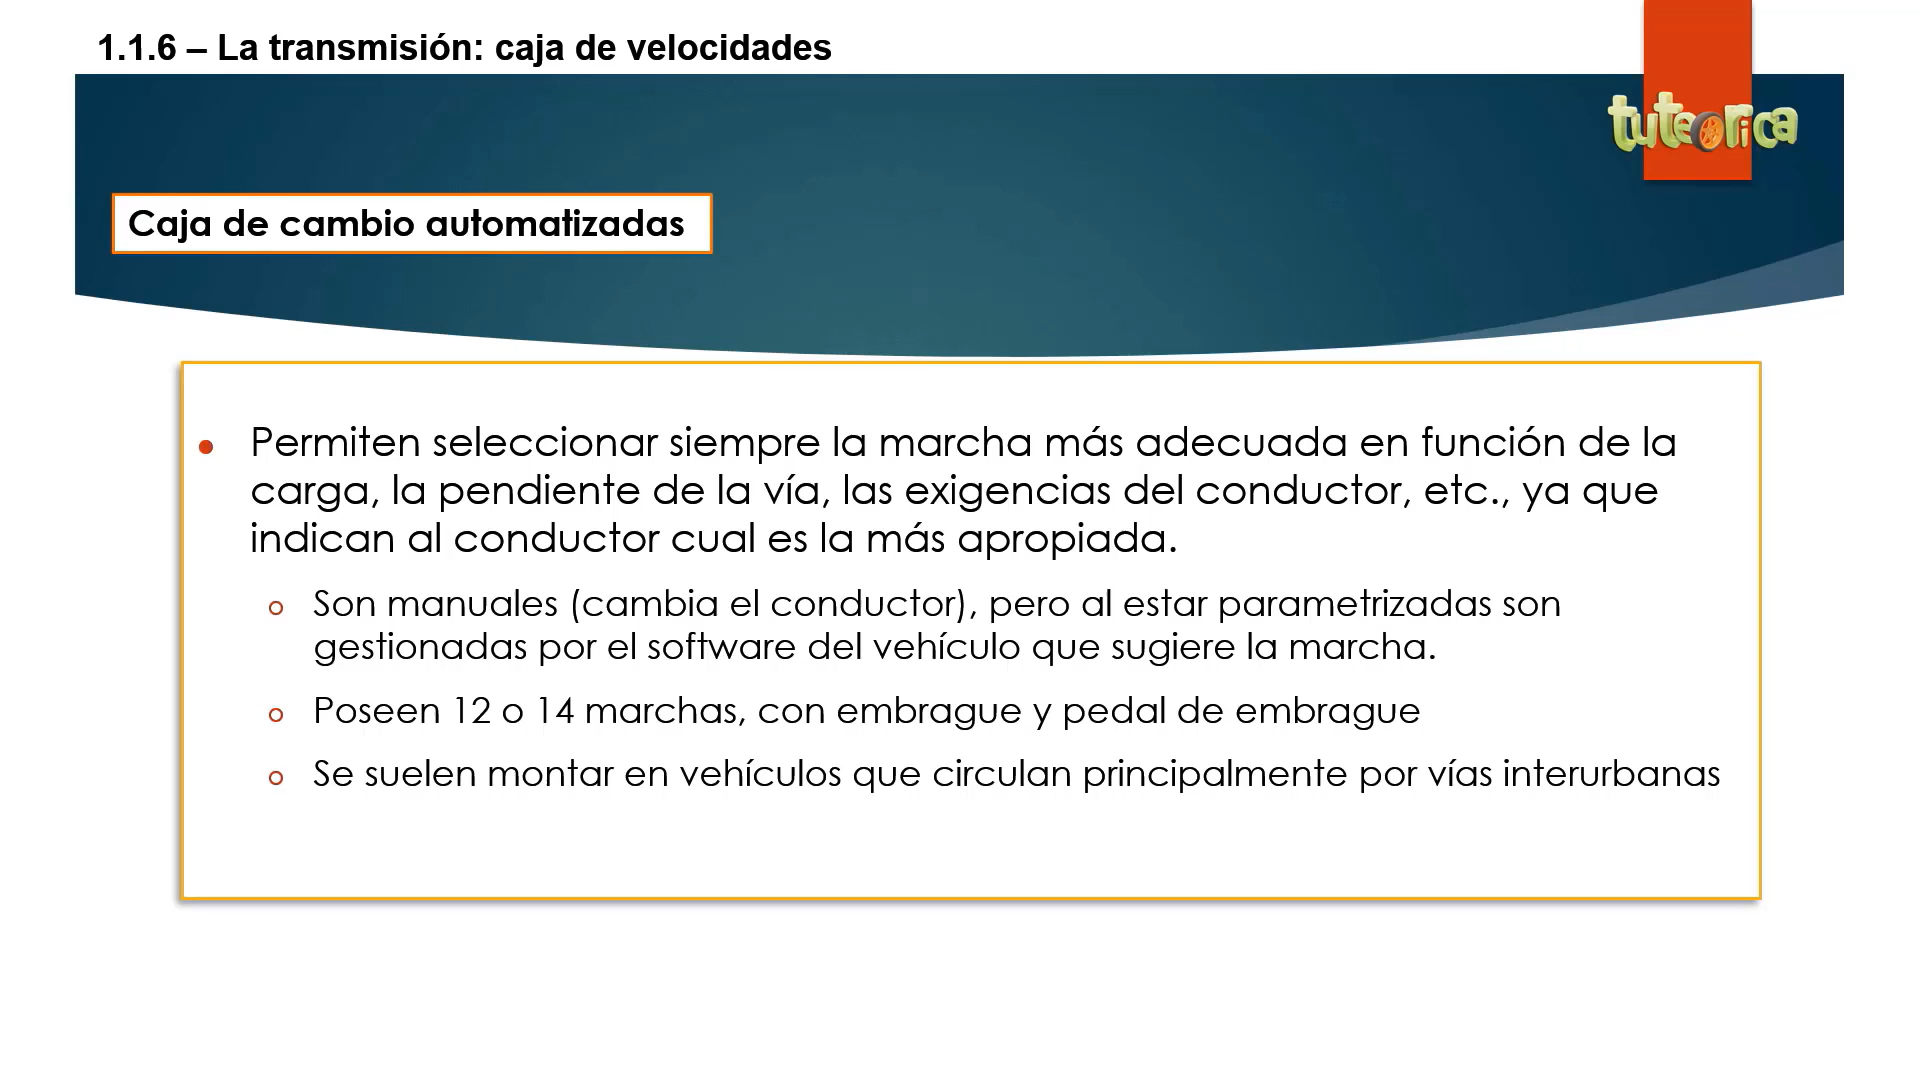 1.1.6 – La transmisión: caja de velocidades
tuteorica
Caja de cambio automatizadas
Permiten seleccionar siempre la marcha más adecuada en función de la
carga, la pendiente de la vía, las exigencias del conductor, etc., ya que
indican al conductor cual es la más apropiada.
Son manuales (cambia el conductor), pero al estar parametrizadas son
gestionadas por el software del vehículo que sugiere la marcha.
Poseen 12 o 14 marchas, con embrague y pedal de embrague
Se suelen montar en vehículos que circulan principalmente por vías interurbanas